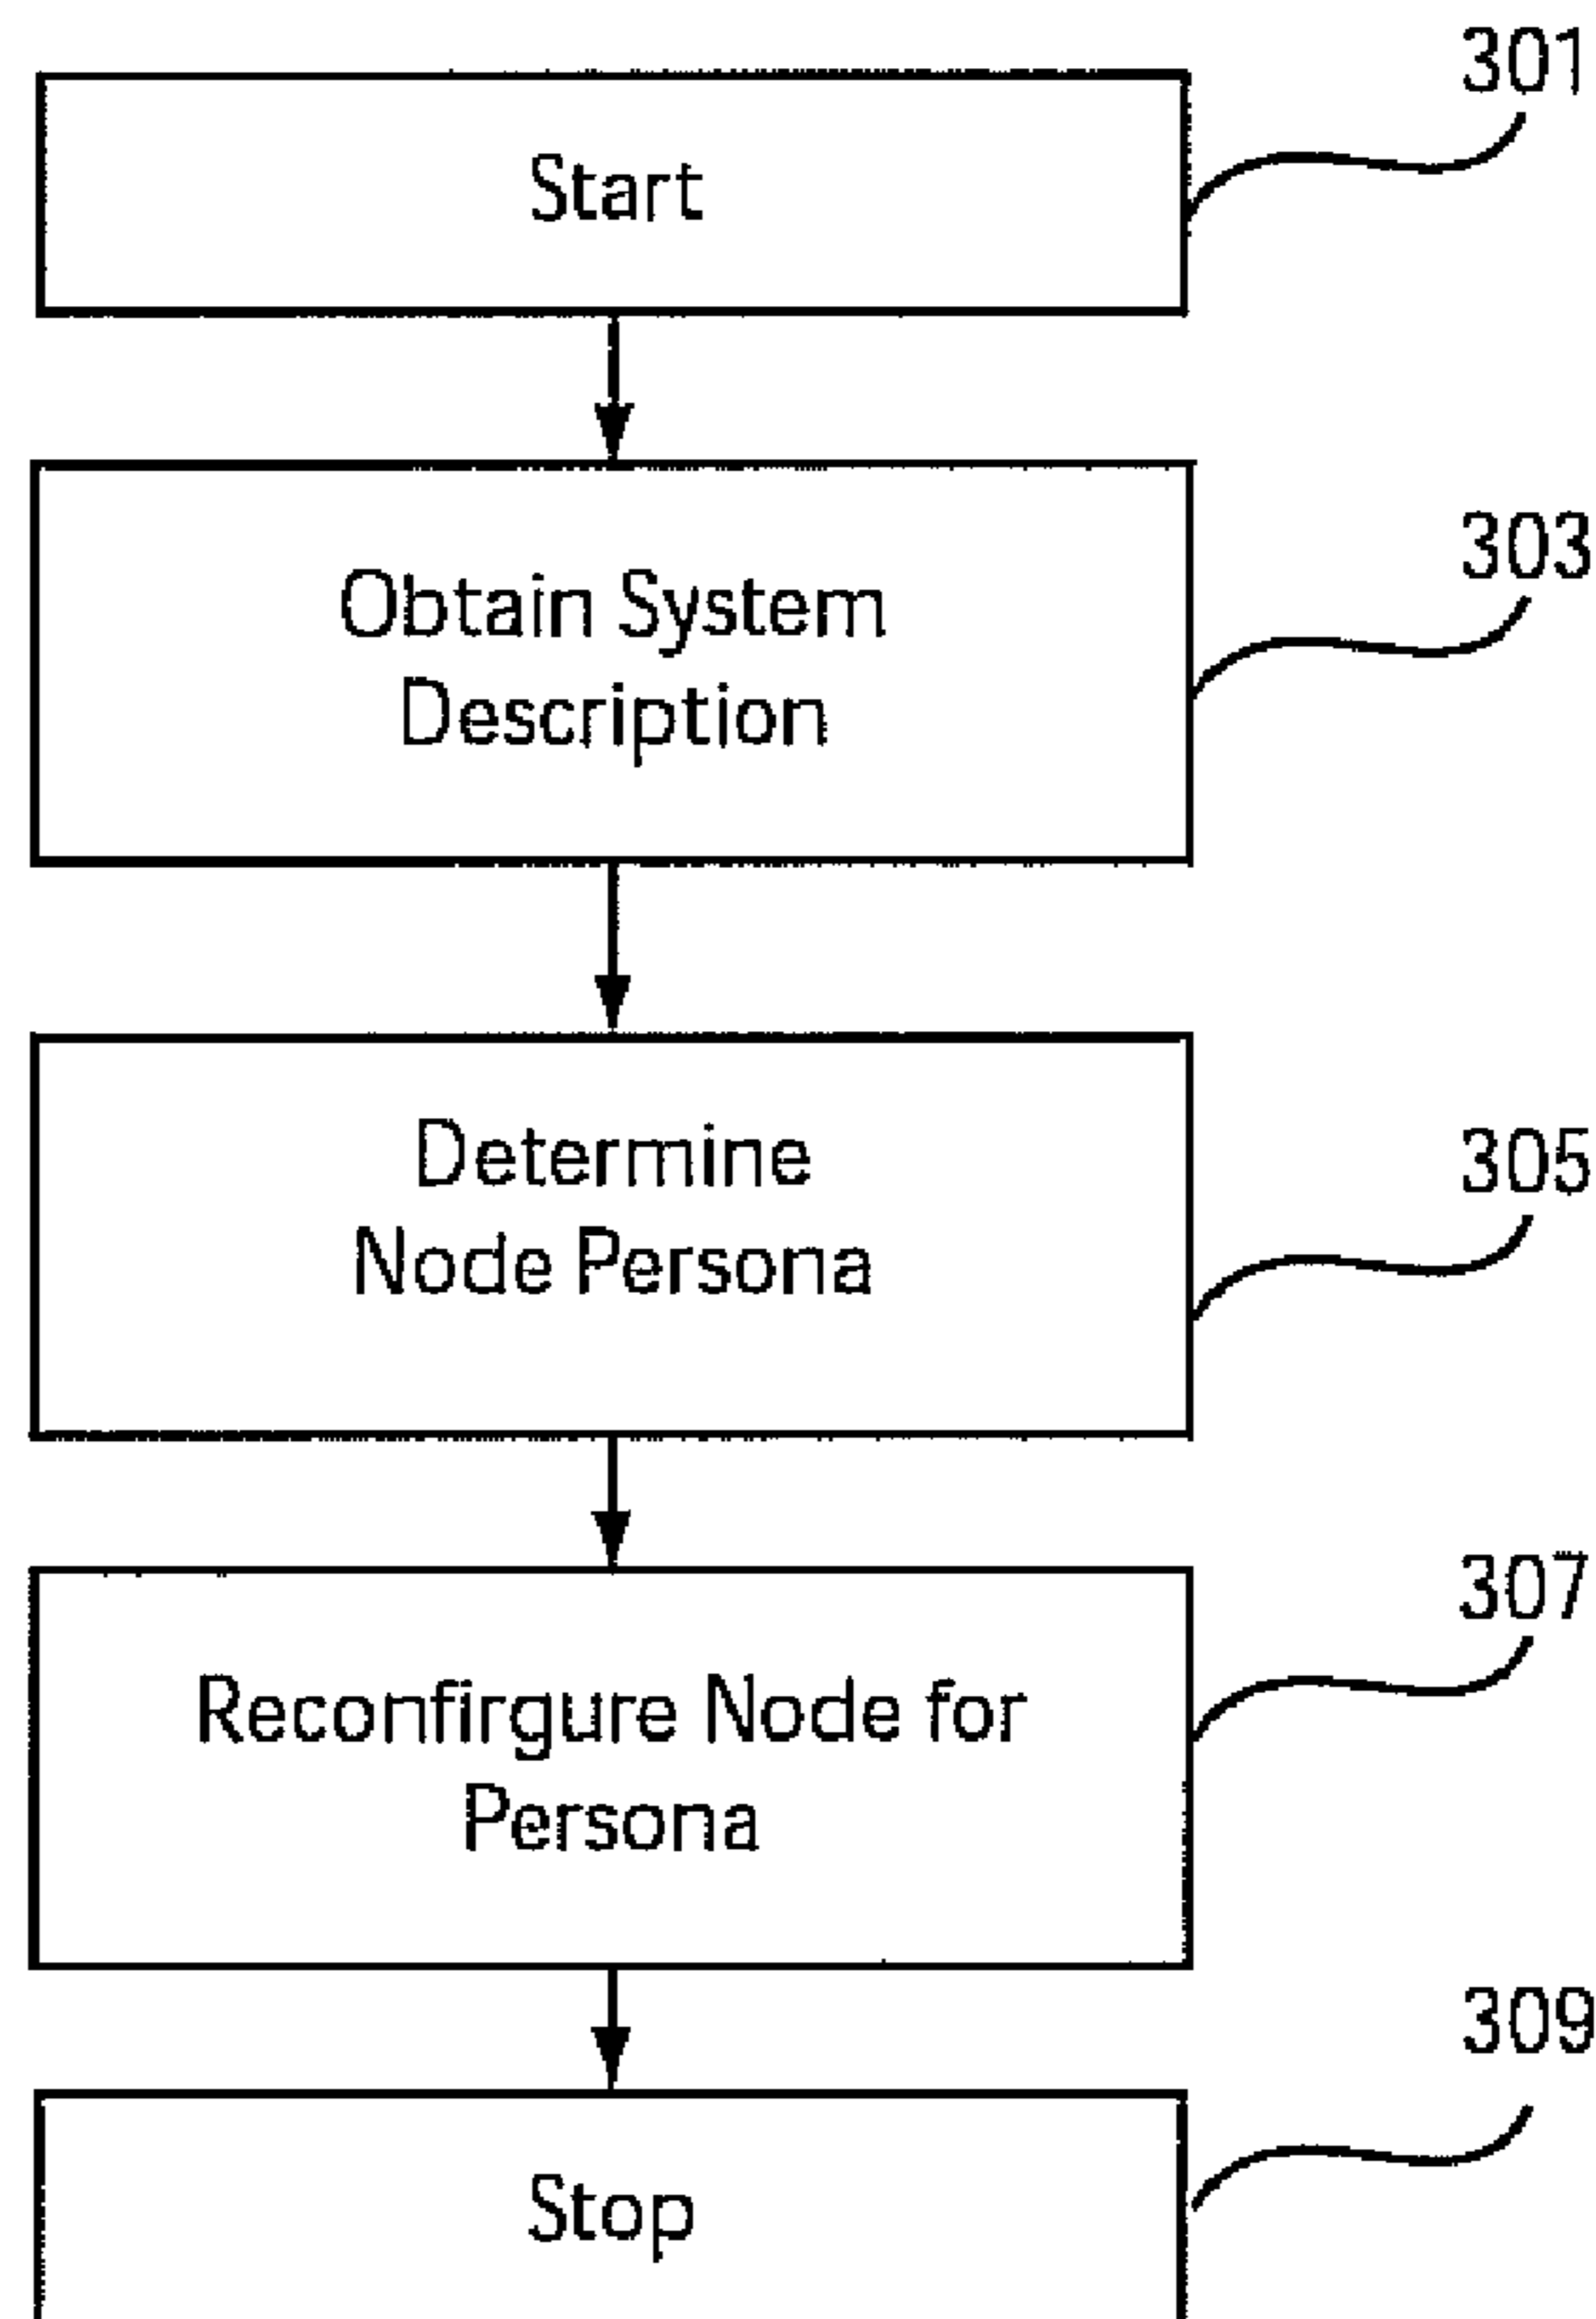 301
Start
303
Obtain System
Description
305
Determine
Node Persona
307
Reconfirgure Node for
Persona
309
Stop